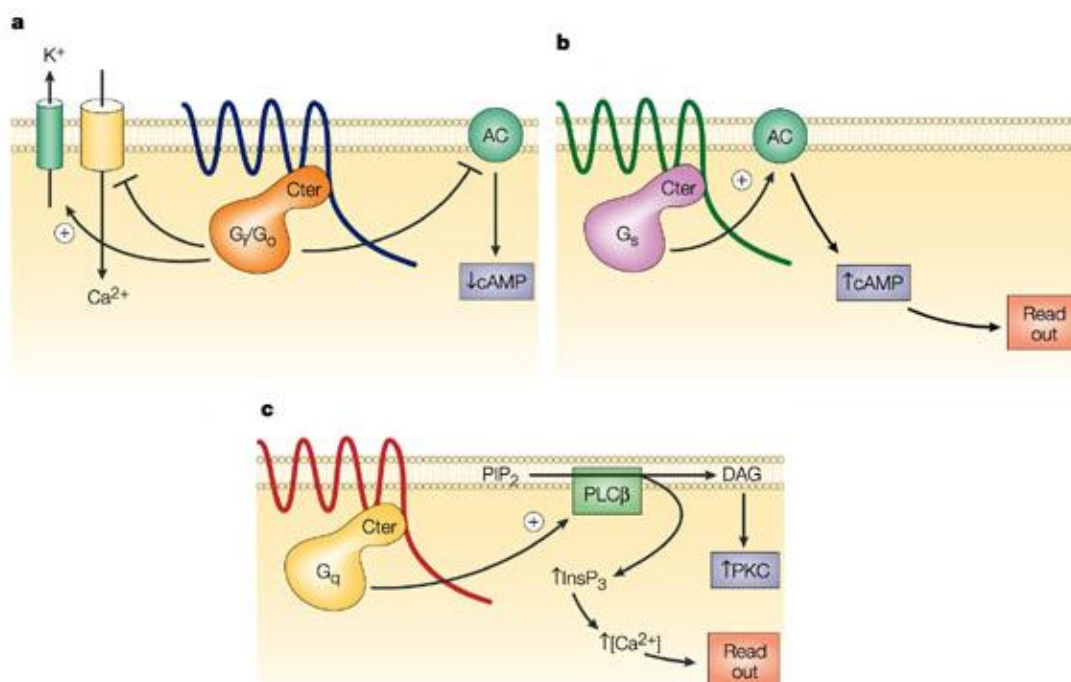 a
K⁺
AC
Cter
Gᵢ/Gₒ
+
Ca²⁺
↓cAMP
b
AC
Cter
+
Gₛ
↑cAMP
Read
out
c
PIP₂
DAG
PLCβ
Cter
+
G_q
↑InsP₃
↑PKC
↑[Ca²⁺]
Read
out